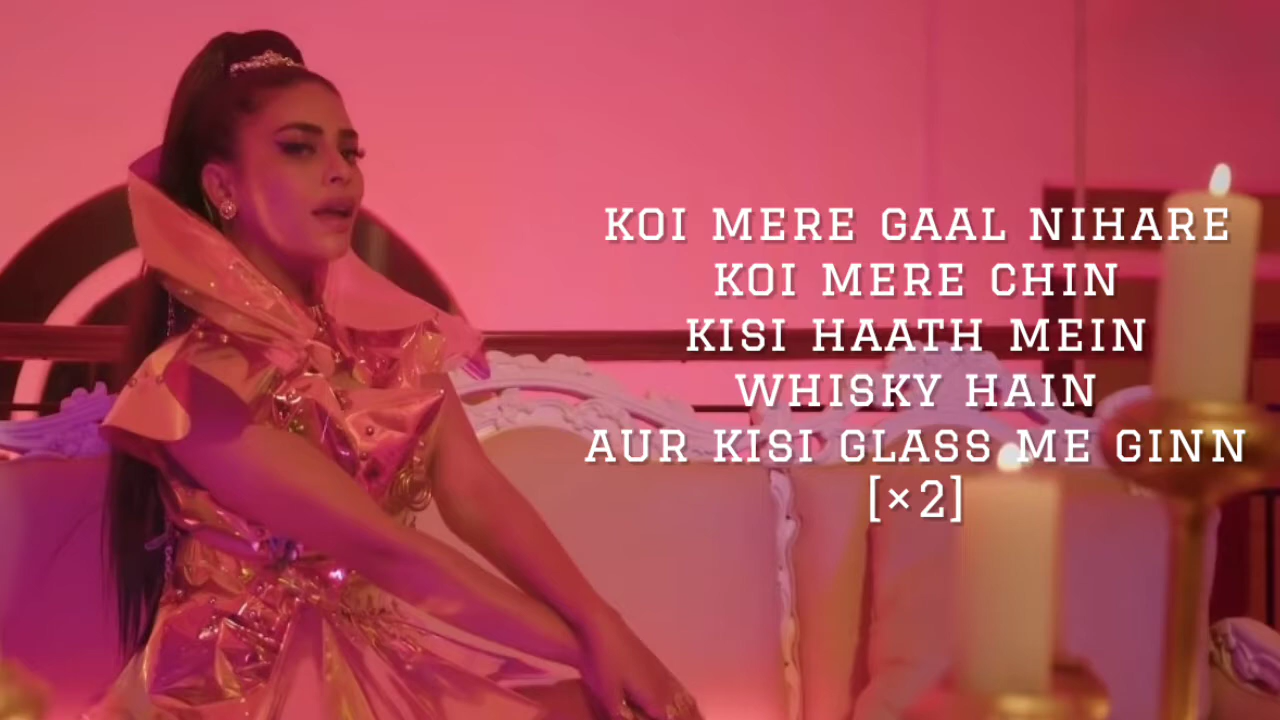 KOI MERE GAAL NIHARE
KOI MERE CHIN
KISI HAATH MEIN
WHISKY HAIN
AUR KISI GLASS ME GINN
[×2]